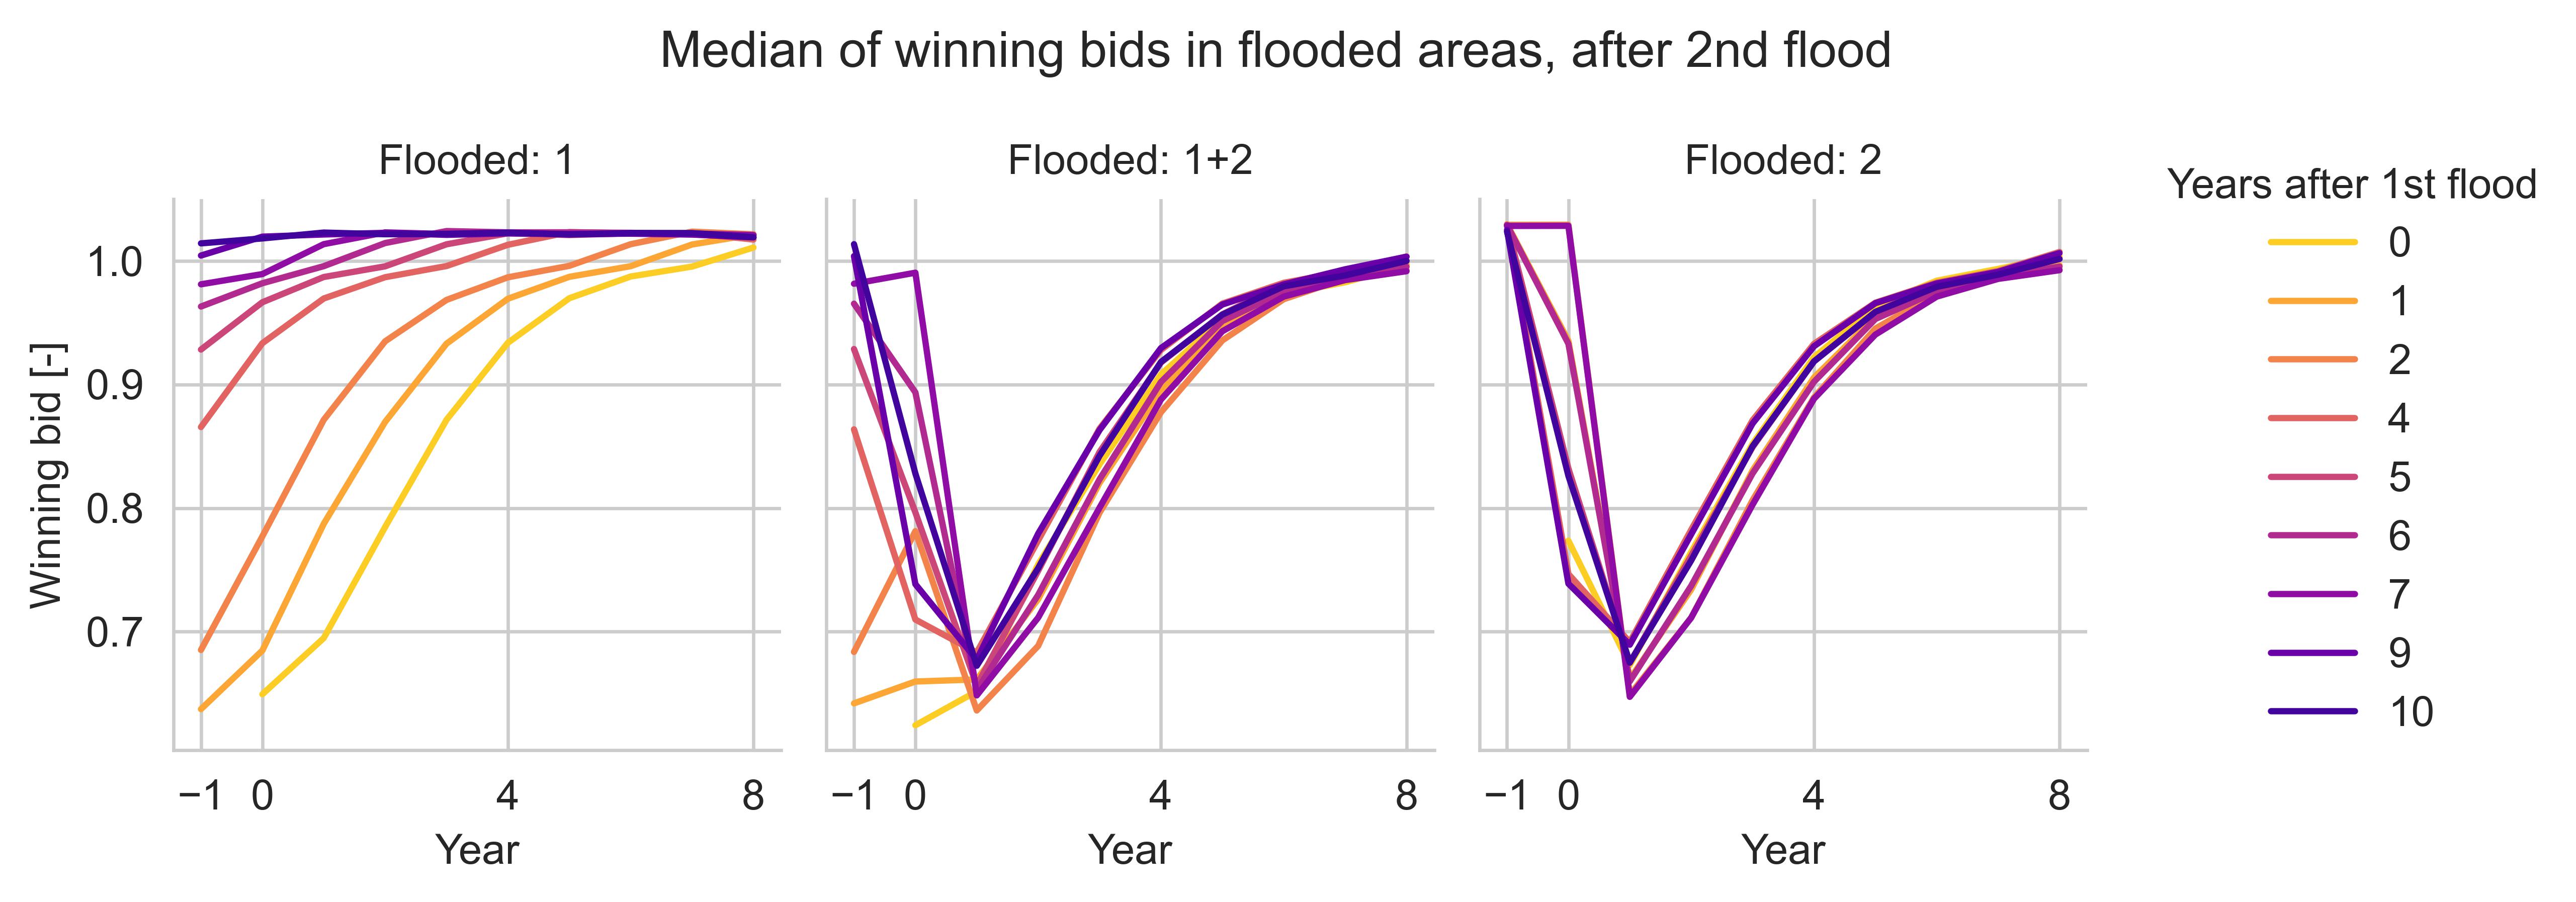 Median of winning bids in flooded areas, after 2nd flood
Flooded: 1
Flooded: 1+2
Flooded: 2
Winning bid [-]
1.0
0.9
0.8
0.7
−1 0 4 8
−1 0 4 8
−1 0 4 8
Year
Year
Year
Years after 1st flood
0
1
2
4
5
6
7
9
10